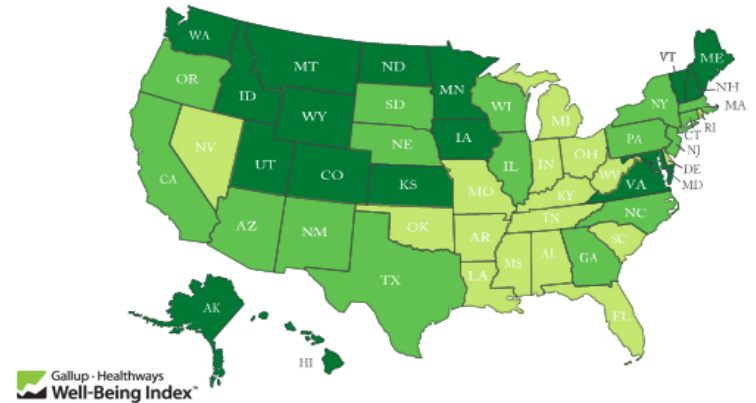 WA
VT
ME
MT
ND
OR
MN
NH
ID
MA
SD
WI
NY
WY
MI
RI
CT
IA
PA
NJ
NE
NV
OH
IN
IL
DE
UT
WV
CO
VA
MD
CA
KS
MO
KY
NC
TN
AZ
OK
NM
AR
SC
MS
AL
GA
LA
TX
AK
FL
HI
Gallup · Healthways
Well-Being Index™